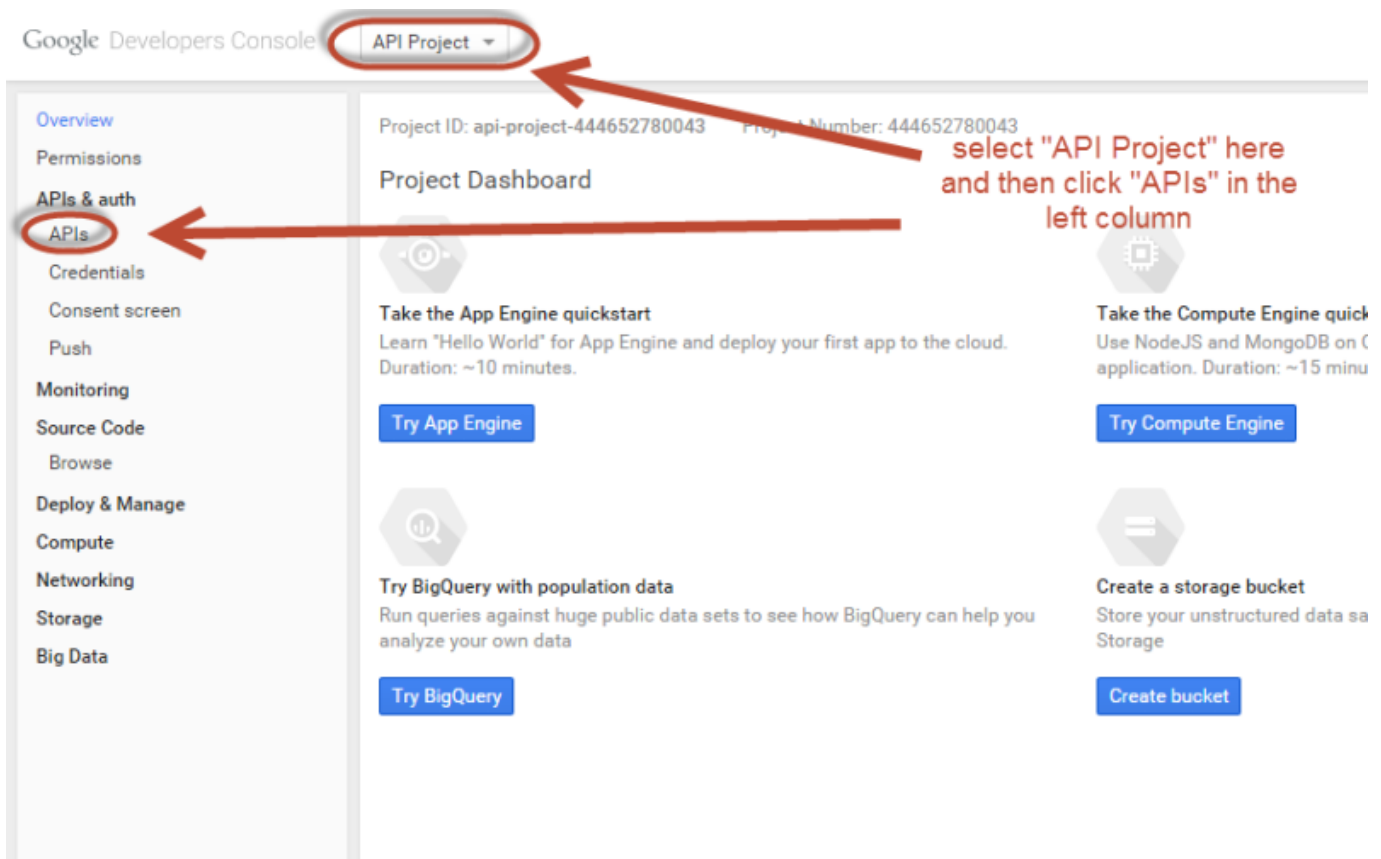 Google Developers Console
API Project
Overview
Permissions
APIs & auth
APIs
Credentials
Consent screen
Push
Monitoring
Source Code
Browse
Deploy & Manage
Compute
Networking
Storage
Big Data
Project ID: api-project-444652780043 Project Number: 444652780043
select "API Project" here
and then click "APIs" in the
left column
Project Dashboard
Take the App Engine quickstart
Learn "Hello World" for App Engine and deploy your first app to the cloud.
Duration: ~10 minutes.
Try App Engine
Take the Compute Engine quick
Use NodeJS and MongoDB on
application. Duration: ~15 minu
Try Compute Engine
Try BigQuery with population data
Run queries against huge public data sets to see how BigQuery can help you
analyze your own data
Try BigQuery
Create a storage bucket
Store your unstructured data sa
Storage
Create bucket